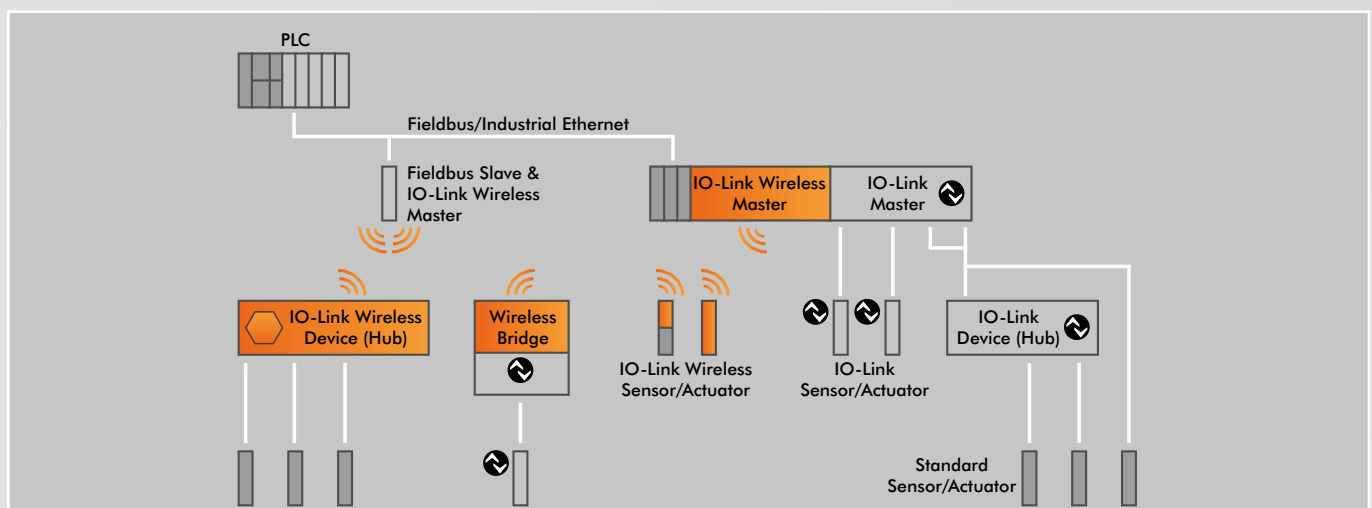 PLC
Fieldbus/Industrial Ethernet
Fieldbus Slave &
IO-Link Wireless
Master
IO-Link Wireless
Master
IO-Link
Master
IO-Link Wireless
Device (Hub)
Wireless
Bridge
IO-Link Wireless
Sensor/Actuator
IO-Link
Sensor/Actuator
IO-Link
Device (Hub)
Standard
Sensor/Actuator